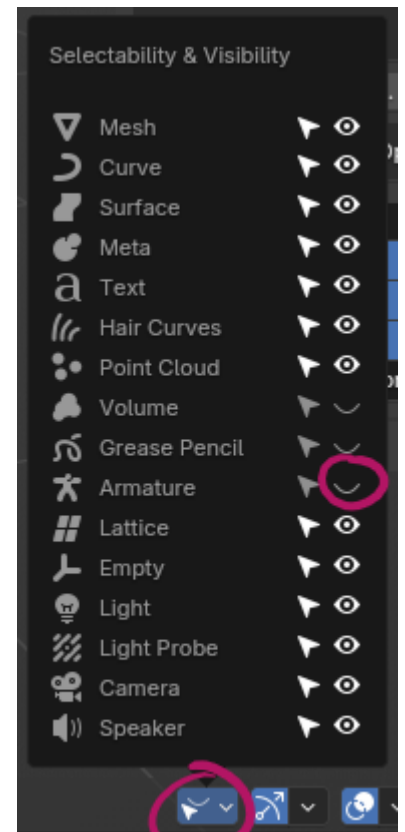 Selectability & Visibility
Mesh
Curve
Surface
Meta
Text
Hair Curves
Point Cloud
Volume
Grease Pencil
Armature
Lattice
Empty
Light
Light Probe
Camera
Speaker